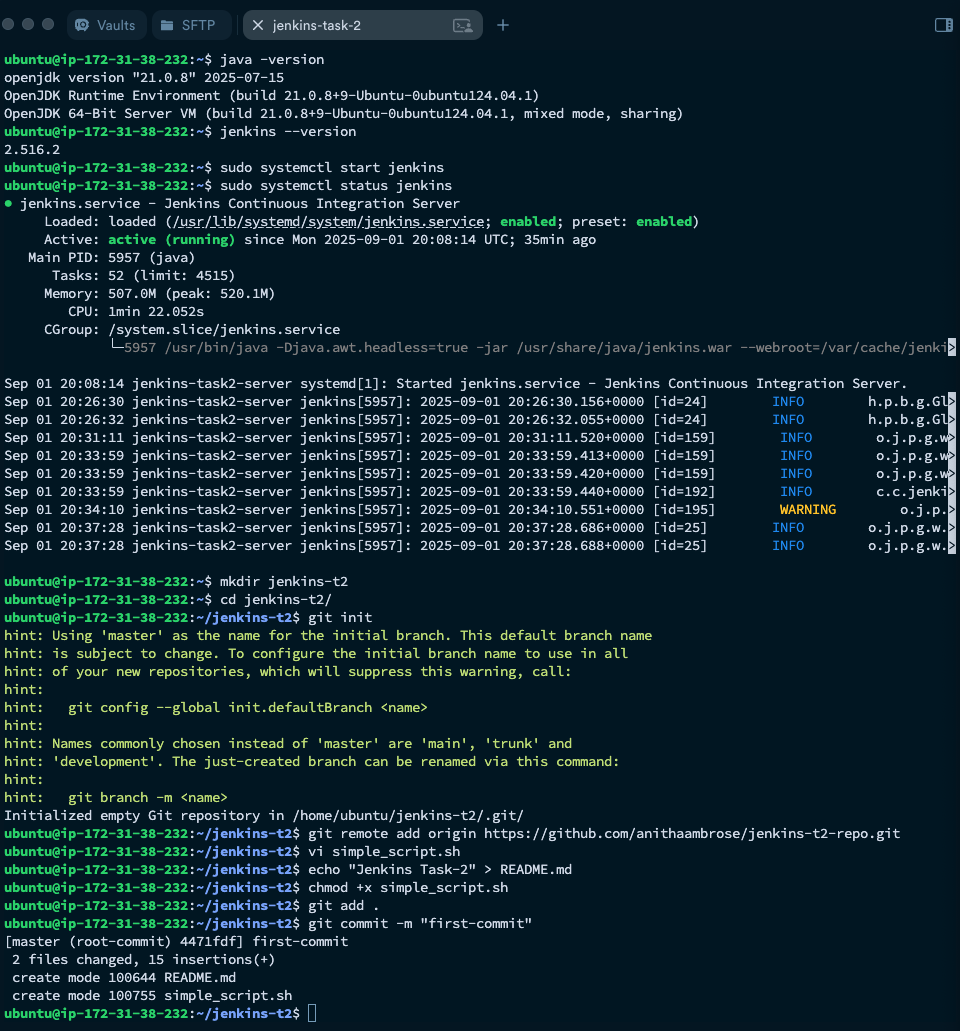 Vaults SFTP jenkins-task-2
ubuntu@ip-172-31-38-232:~$ java -version
openjdk version "21.0.8" 2025-07-15
OpenJDK Runtime Environment (build 21.0.8+9-Ubuntu-0ubuntu124.04.1)
OpenJDK 64-Bit Server VM (build 21.0.8+9-Ubuntu-0ubuntu124.04.1, mixed mode, sharing)
ubuntu@ip-172-31-38-232:~$ jenkins --version
2.516.2
ubuntu@ip-172-31-38-232:~$ sudo systemctl start jenkins
ubuntu@ip-172-31-38-232:~$ sudo systemctl status jenkins
● jenkins.service - Jenkins Continuous Integration Server
     Loaded: loaded (/usr/lib/systemd/system/jenkins.service; enabled; preset: enabled)
     Active: active (running) since Mon 2025-09-01 20:08:14 UTC; 35min ago
   Main PID: 5957 (java)
      Tasks: 52 (limit: 4515)
     Memory: 507.0M (peak: 520.1M)
        CPU: 1min 22.052s
     CGroup: /system.slice/jenkins.service
             └─5957 /usr/bin/java -Djava.awt.headless=true -jar /usr/share/java/jenkins.war --webroot=/var/cache/jenki>
Sep 01 20:08:14 jenkins-task2-server systemd[1]: Started jenkins.service - Jenkins Continuous Integration Server.
Sep 01 20:26:30 jenkins-task2-server jenkins[5957]: 2025-09-01 20:26:30.156+0000 [id=24]        INFO        h.p.b.g.Gl>
Sep 01 20:26:32 jenkins-task2-server jenkins[5957]: 2025-09-01 20:26:32.055+0000 [id=24]        INFO        h.p.b.g.Gl>
Sep 01 20:31:11 jenkins-task2-server jenkins[5957]: 2025-09-01 20:31:11.520+0000 [id=159]        INFO        o.j.p.g.w>
Sep 01 20:33:59 jenkins-task2-server jenkins[5957]: 2025-09-01 20:33:59.413+0000 [id=159]        INFO        o.j.p.g.w>
Sep 01 20:33:59 jenkins-task2-server jenkins[5957]: 2025-09-01 20:33:59.420+0000 [id=159]        INFO        o.j.p.g.w>
Sep 01 20:33:59 jenkins-task2-server jenkins[5957]: 2025-09-01 20:33:59.440+0000 [id=192]        INFO        c.c.jenki>
Sep 01 20:34:10 jenkins-task2-server jenkins[5957]: 2025-09-01 20:34:10.551+0000 [id=195]        WARNING        o.j.p.>
Sep 01 20:37:28 jenkins-task2-server jenkins[5957]: 2025-09-01 20:37:28.686+0000 [id=25]        INFO        o.j.p.g.w.>
Sep 01 20:37:28 jenkins-task2-server jenkins[5957]: 2025-09-01 20:37:28.688+0000 [id=25]        INFO        o.j.p.g.w.>
ubuntu@ip-172-31-38-232:~$ mkdir jenkins-t2
ubuntu@ip-172-31-38-232:~$ cd jenkins-t2/
ubuntu@ip-172-31-38-232:~/jenkins-t2$ git init
hint: Using 'master' as the name for the initial branch. This default branch name
hint: is subject to change. To configure the initial branch name to use in all
hint: of your new repositories, which will suppress this warning, call:
hint:
hint:   git config --global init.defaultBranch <name>
hint:
hint: Names commonly chosen instead of 'master' are 'main', 'trunk' and
hint: 'development'. The just-created branch can be renamed via this command:
hint:
hint:   git branch -m <name>
Initialized empty Git repository in /home/ubuntu/jenkins-t2/.git/
ubuntu@ip-172-31-38-232:~/jenkins-t2$ git remote add origin https://github.com/anithaambrose/jenkins-t2-repo.git
ubuntu@ip-172-31-38-232:~/jenkins-t2$ vi simple_script.sh
ubuntu@ip-172-31-38-232:~/jenkins-t2$ echo "Jenkins Task-2" > README.md
ubuntu@ip-172-31-38-232:~/jenkins-t2$ chmod +x simple_script.sh
ubuntu@ip-172-31-38-232:~/jenkins-t2$ git add .
ubuntu@ip-172-31-38-232:~/jenkins-t2$ git commit -m "first-commit"
[master (root-commit) 4471fdf] first-commit
 2 files changed, 15 insertions(+)
 create mode 100644 README.md
 create mode 100755 simple_script.sh
ubuntu@ip-172-31-38-232:~/jenkins-t2$